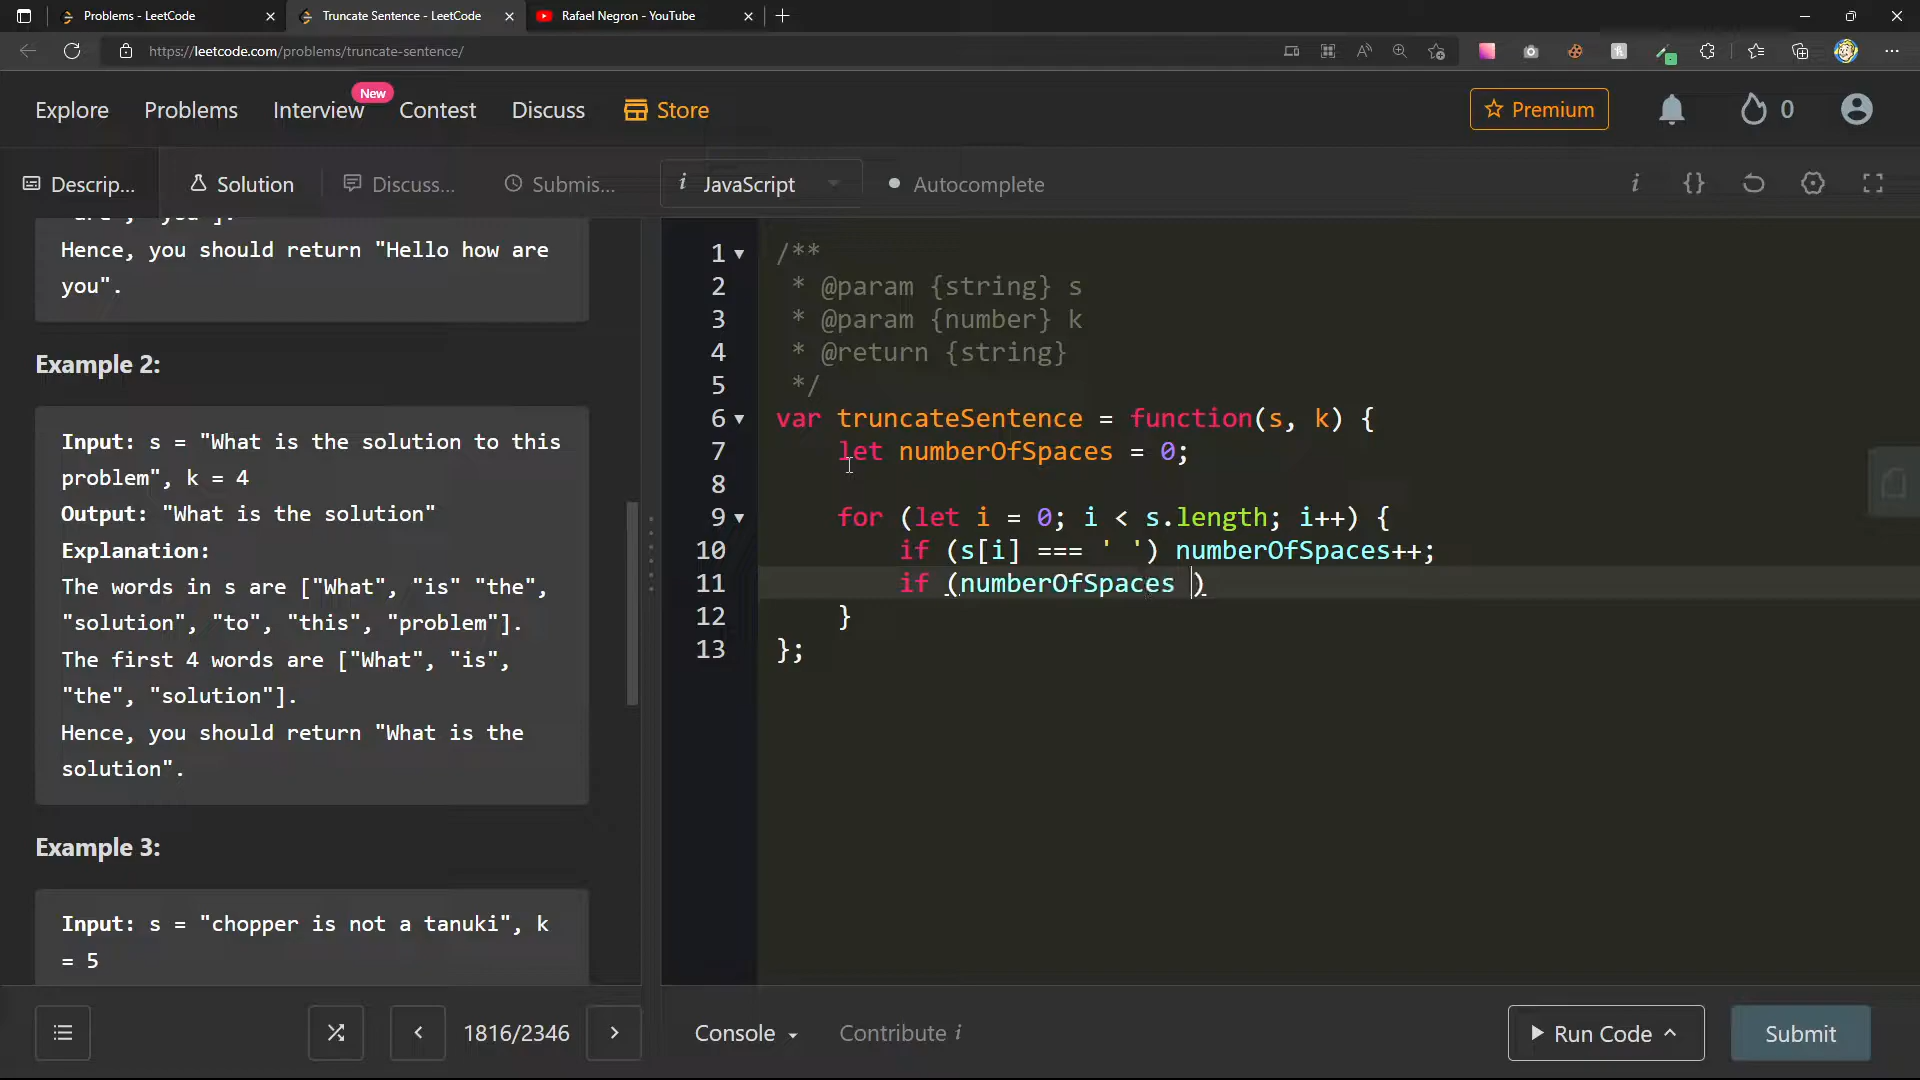 Problems - LeetCode
Truncate Sentence - LeetCode
Rafael Negron - YouTube
https://leetcode.com/problems/truncate-sentence/
Explore
Problems
Interview
New
Contest
Discuss
Store
Premium
0
Descrip...
Solution
Discuss...
Submis...
i JavaScript
Autocomplete
Hence, you should return "Hello how are
you".
Example 2:
Input: s = "What is the solution to this
problem", k = 4
Output: "What is the solution"
Explanation:
The words in s are ["What", "is" "the",
"solution", "to", "this", "problem"].
The first 4 words are ["What", "is",
"the", "solution"].
Hence, you should return "What is the
solution".
Example 3:
Input: s = "chopper is not a tanuki", k
= 5
1816/2346
1 /**
2 * @param {string} s
3 * @param {number} k
4 * @return {string}
5 */
6 var truncateSentence = function(s, k) {
7 let numberOfSpaces = 0;
8
9 for (let i = 0; i < s.length; i++) {
10 if (s[i] === ' ') numberOfSpaces++;
11 if (numberOfSpaces )
12 }
13 };
Console
Contribute i
Run Code
Submit